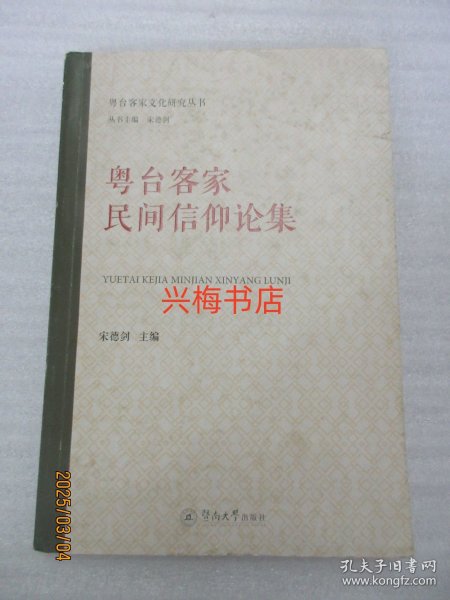 粤台客家文化研究丛书
丛书主编 宋德剑
粤台客家
民间信仰论集
YUETAI KEJIA MINJIAN XINYANG LUNJI
兴梅书店
宋德剑 主编
暨南大学出版社
2025/03/04
孔夫子旧书网
www.kongfz.com